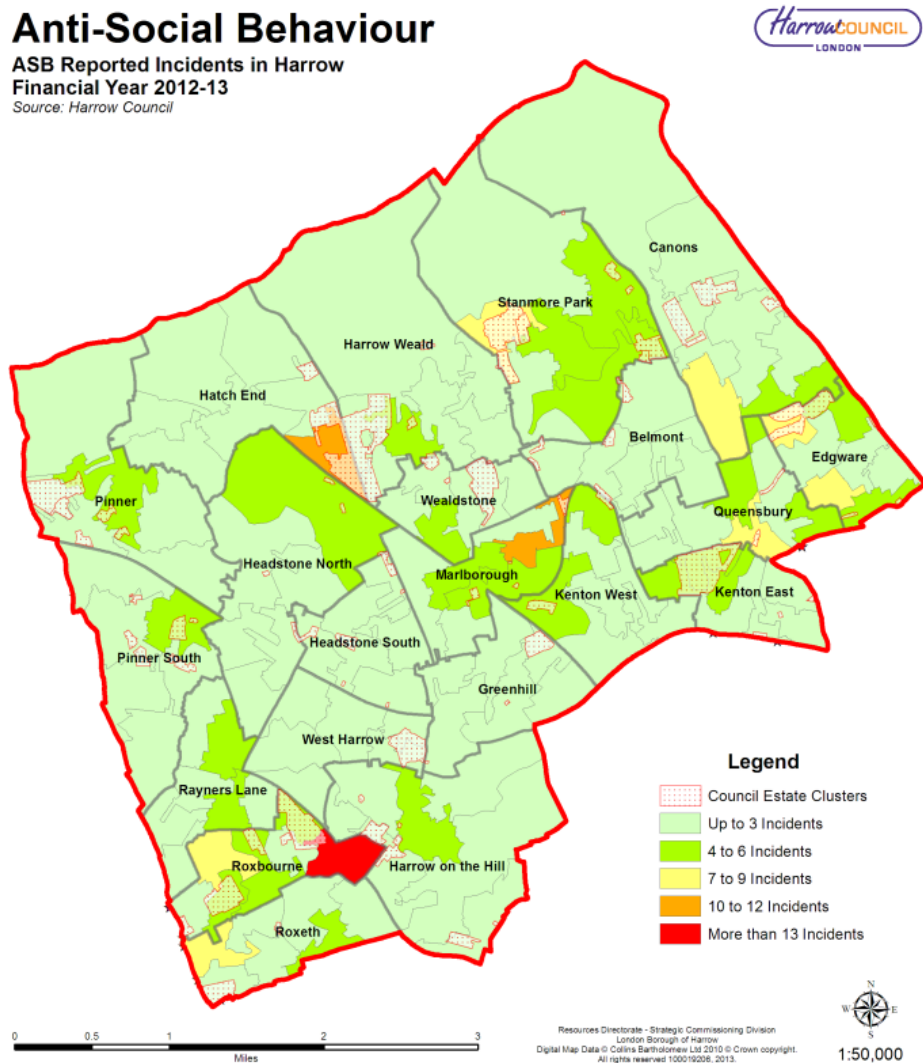 Anti-Social Behaviour
ASB Reported Incidents in Harrow
Financial Year 2012-13
Source: Harrow Council
HarrowCOUNCIL
LONDON
Canons
Stanmore Park
Harrow Weald
Hatch End
Belmont
Edgware
Pinner
Wealdstone
Queensbury
Headstone North
Marlborough
Kenton West
Kenton East
Headstone South
Pinner South
Greenhill
West Harrow
Rayners Lane
Roxbourne
Harrow on the Hill
Roxeth
Legend
Council Estate Clusters
Up to 3 Incidents
4 to 6 Incidents
7 to 9 Incidents
10 to 12 Incidents
More than 13 Incidents
N
W
E
S
0 0.5 1 2 3
Miles
Resources Directorate - Strategic Commissioning Division
London Borough of Harrow
Digital Map Data © Collins Bartholomew Ltd 2010 © Crown copyright.
All rights reserved 100019206, 2013.
1:50,000